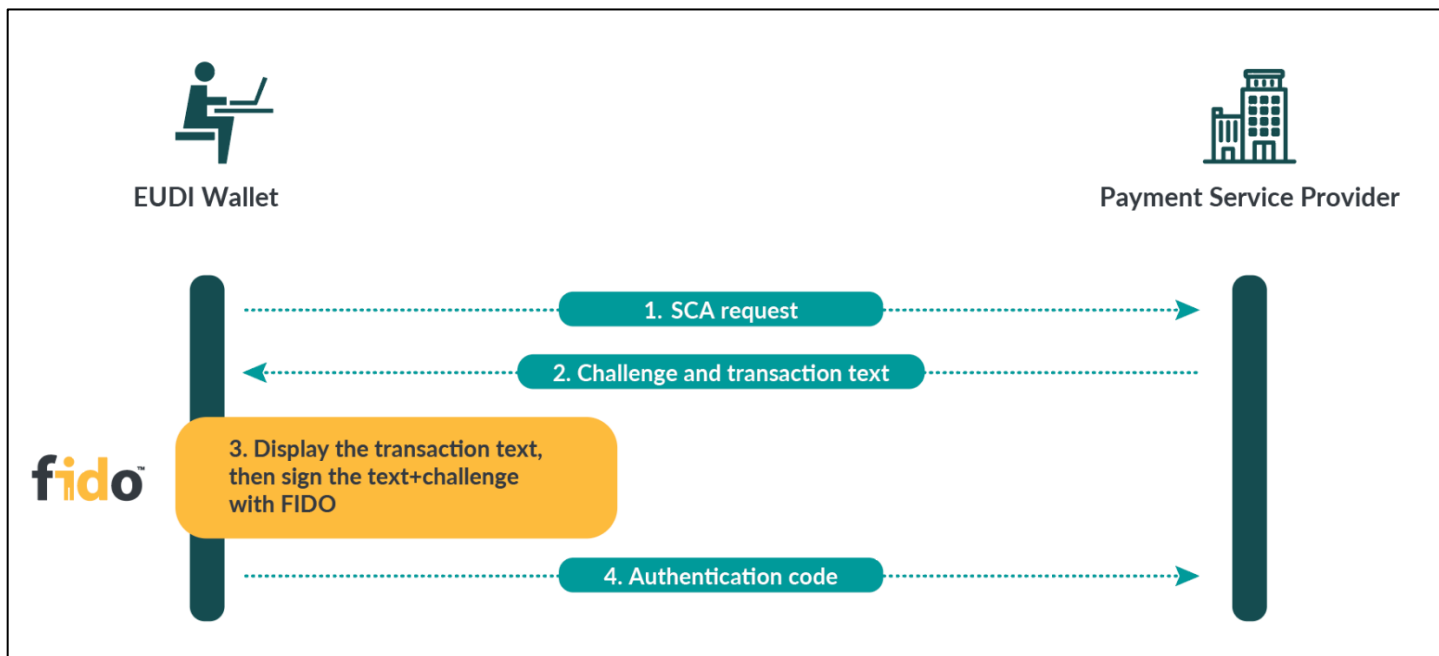 EUDI Wallet
Payment Service Provider
1. SCA request
2. Challenge and transaction text
3. Display the transaction text,
then sign the text+challenge
with FIDO
fido™
4. Authentication code